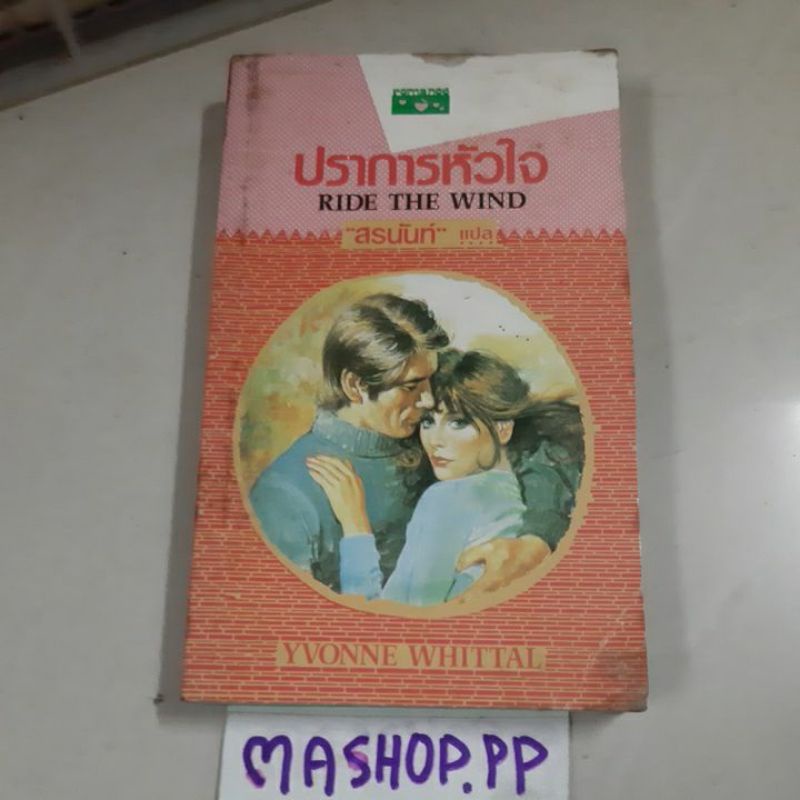 romance
ปราการหัวใจ
RIDE THE WIND
"สรนันท์" แปล
YVONNE WHITTAL
MASHOP.PP